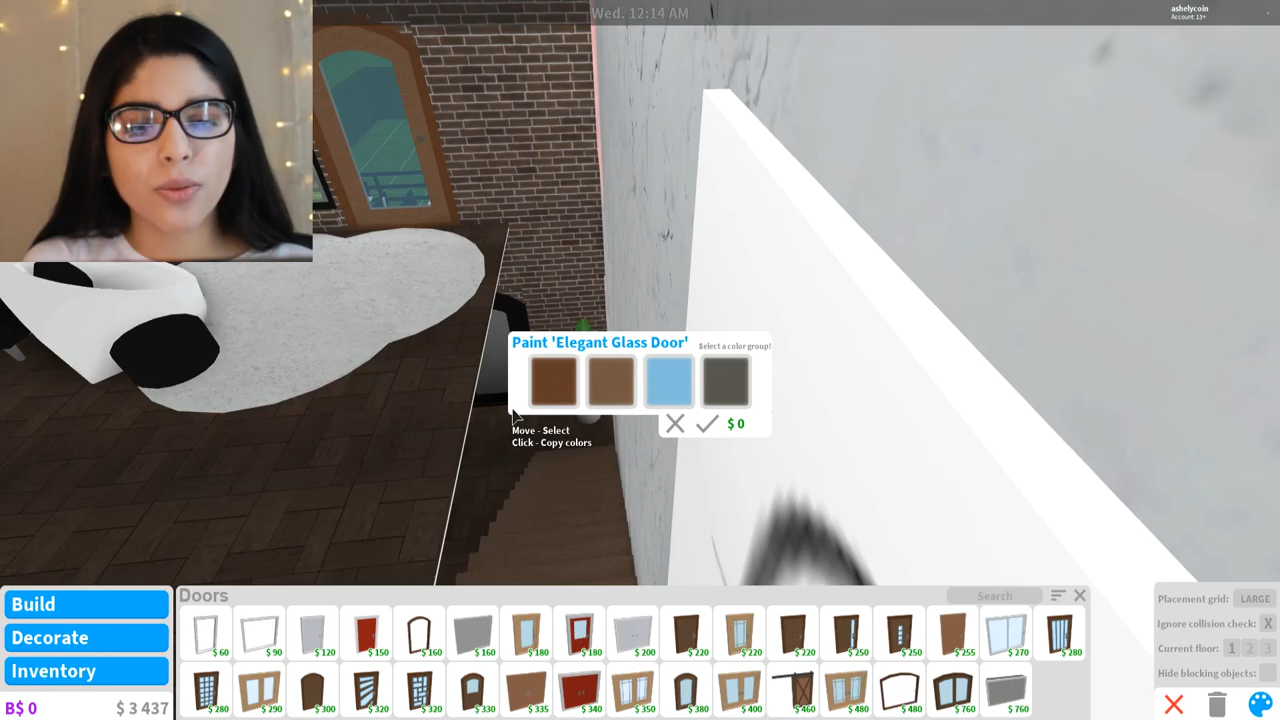 Wed. 12:14 AM
ashelycoin
Account: 13+
Paint 'Elegant Glass Door'
Select a color group!
$ 0
Move - Select
Click - Copy colors
Build
Decorate
Inventory
B$ 0
$ 3 437
Doors
Search
$ 60
$ 90
$ 120
$ 150
$ 160
$ 160
$ 180
$ 180
$ 200
$ 220
$ 220
$ 220
$ 250
$ 250
$ 255
$ 270
$ 280
$ 280
$ 290
$ 300
$ 320
$ 320
$ 330
$ 335
$ 340
$ 350
$ 380
$ 400
$ 460
$ 480
$ 480
$ 760
$ 760
Placement grid: LARGE
Ignore collision check: X
Current floor: 1 2 3
Hide blocking objects: